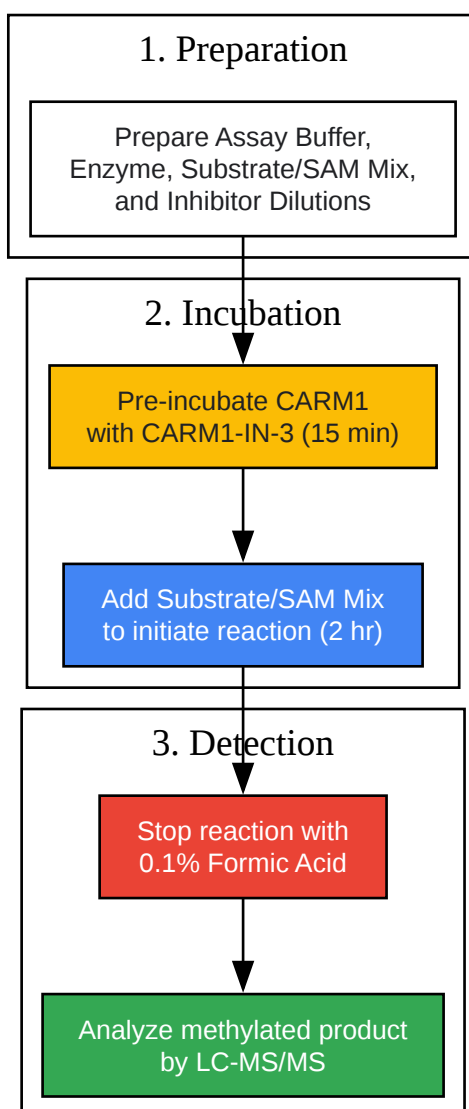 1. Preparation
Prepare Assay Buffer,
Enzyme, Substrate/SAM Mix,
and Inhibitor Dilutions
2. Incubation
Pre-incubate CARM1
with CARM1-IN-3 (15 min)
Add Substrate/SAM Mix
to initiate reaction (2 hr)
3. Detection
Stop reaction with
0.1% Formic Acid
Analyze methylated product
by LC-MS/MS